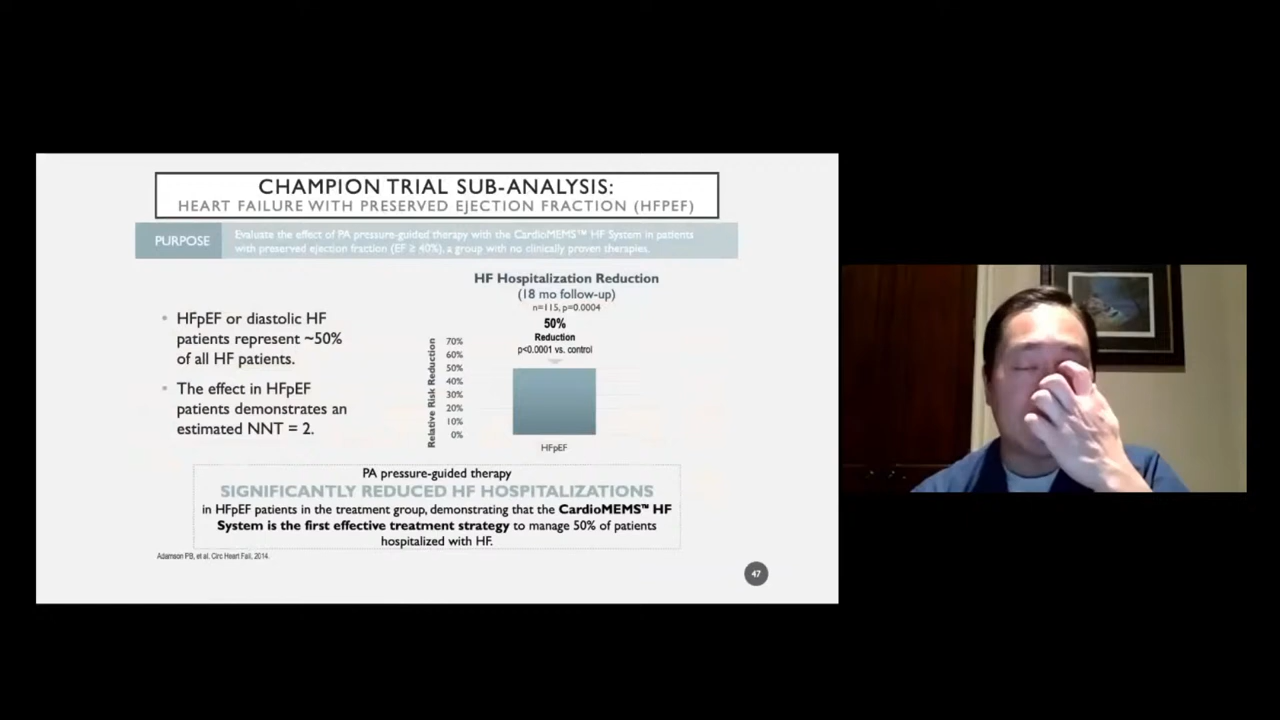 CHAMPION TRIAL SUB-ANALYSIS:
HEART FAILURE WITH PRESERVED EJECTION FRACTION (HFPEF)
PURPOSE
Evaluate the effect of PA pressure-guided therapy with the CardioMEMS™ HF System in patients
with preserved ejection fraction (EF ≥ 40%), a group with no clinically proven therapies.
• HFpEF or diastolic HF
patients represent ~50%
of all HF patients.
• The effect in HFpEF
patients demonstrates an
estimated NNT = 2.
HF Hospitalization Reduction
(18 mo follow-up)
n=115, p=0.0004
50%
Reduction
p<0.0001 vs. control
Relative Risk Reduction
70%
60%
50%
40%
30%
20%
10%
0%
HFpEF
PA pressure-guided therapy
SIGNIFICANTLY REDUCED HF HOSPITALIZATIONS
in HFpEF patients in the treatment group, demonstrating that the CardioMEMS™ HF
System is the first effective treatment strategy to manage 50% of patients
hospitalized with HF.
Adamson PB, et al. Circ Heart Fail, 2014.
47